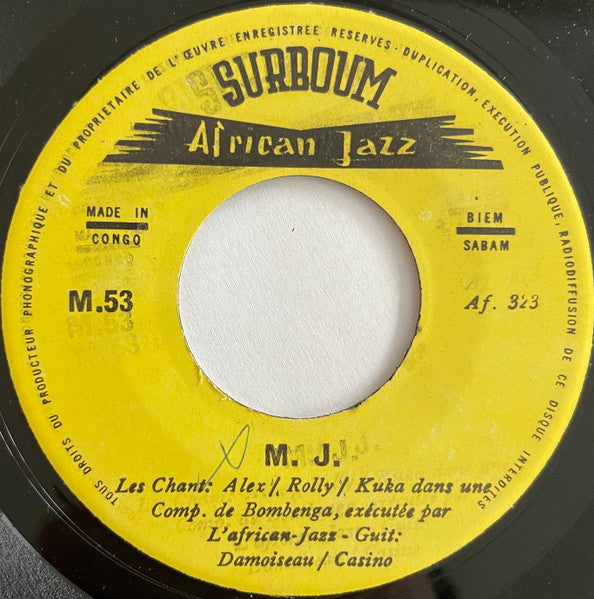 TOUS DROITS DU PRODUCTEUR PHONOGRAPHIQUE ET DU PROPRIETAIRE DE L'ŒUVRE ENREGISTREE RESERVES - DUPLICATION, EXECUTION PUBLIQUE, RADIODIFFUSION DE CE DISQUE INTERDITES
SURBOUM
African Jazz
MADE IN
CONGO
BIEM
SABAM
M.53
Af. 323
M. J.
Les Chant: Alex/ Rolly/ Kuka dans une
Comp. de Bombenga, exécutée par
L'african-Jazz - Guit:
Damoiseau / Casino